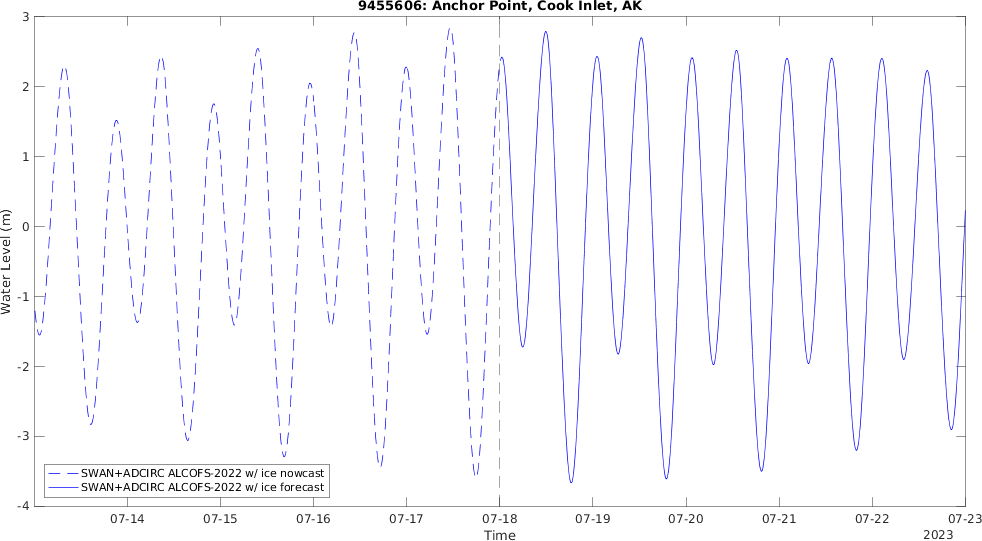 9455606: Anchor Point, Cook Inlet, AK
3
2
1
0
-1
-2
-3
-4
Water Level (m)
SWAN+ADCIRC ALCOFS-2022 w/ ice nowcast
SWAN+ADCIRC ALCOFS-2022 w/ ice forecast
07-14 07-15 07-16 07-17 07-18 07-19 07-20 07-21 07-22 07-23
Time
2023